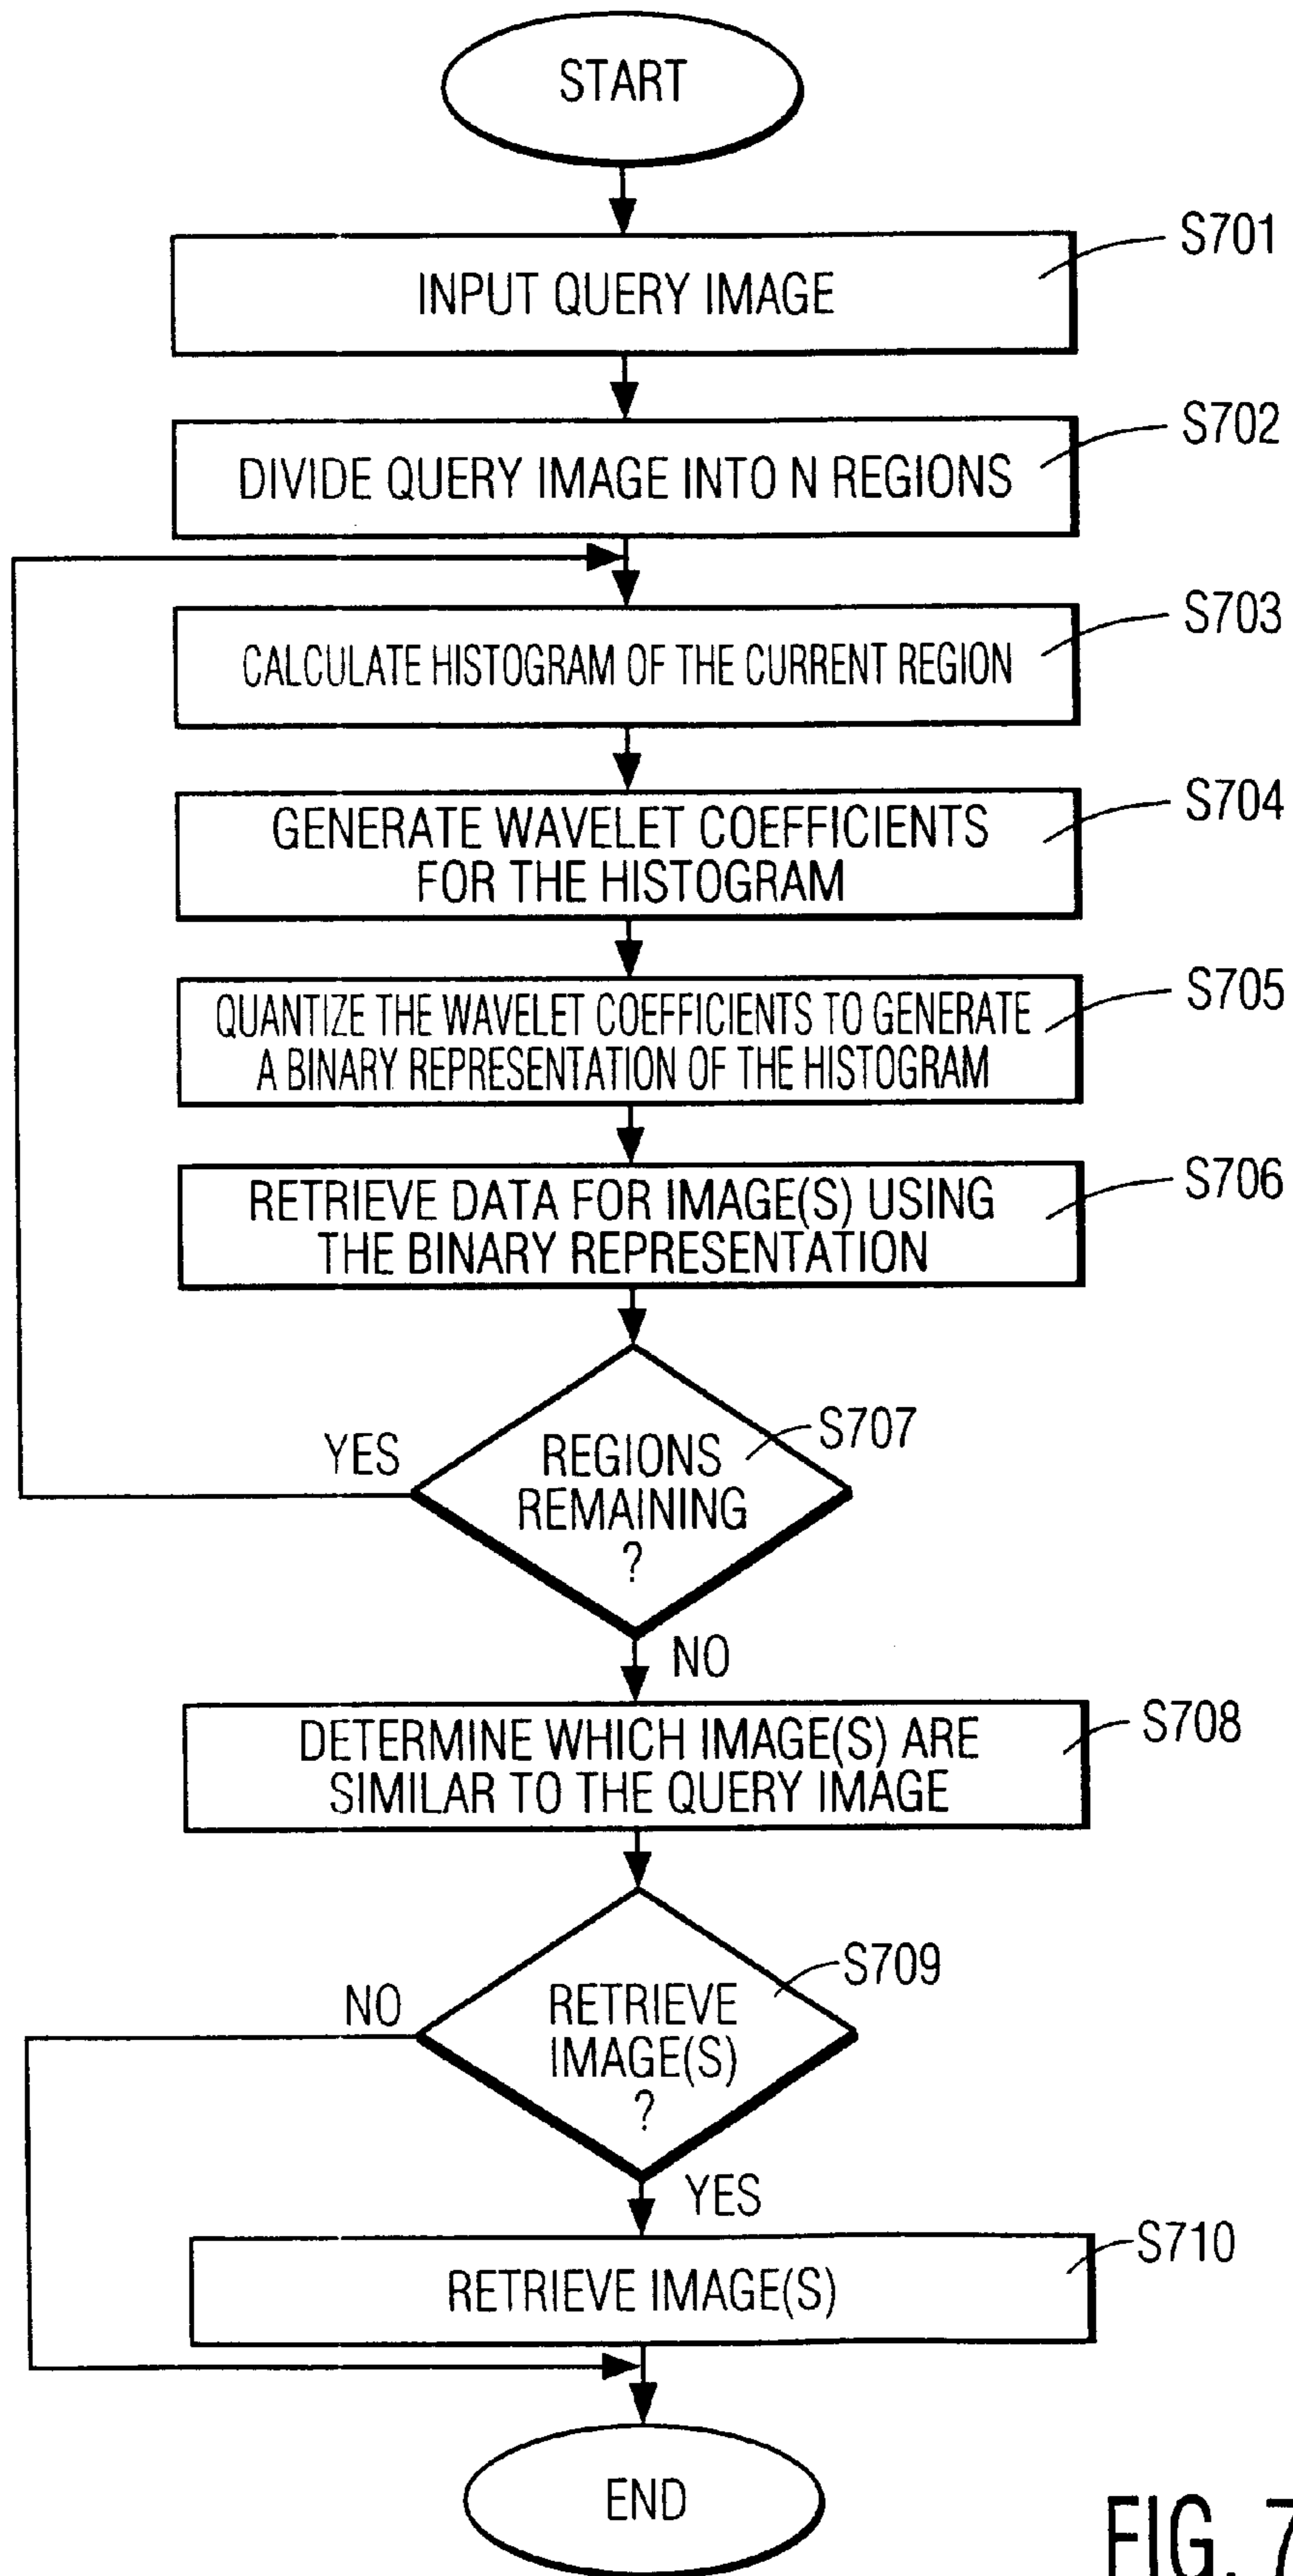 START
S701
INPUT QUERY IMAGE
S702
DIVIDE QUERY IMAGE INTO N REGIONS
S703
CALCULATE HISTOGRAM OF THE CURRENT REGION
S704
GENERATE WAVELET COEFFICIENTS
FOR THE HISTOGRAM
S705
QUANTIZE THE WAVELET COEFFICIENTS TO GENERATE
A BINARY REPRESENTATION OF THE HISTOGRAM
S706
RETRIEVE DATA FOR IMAGE(S) USING
THE BINARY REPRESENTATION
S707
YES
REGIONS
REMAINING
?
NO
S708
DETERMINE WHICH IMAGE(S) ARE
SIMILAR TO THE QUERY IMAGE
S709
NO
RETRIEVE
IMAGE(S)
?
YES
S710
RETRIEVE IMAGE(S)
END
FIG. 7